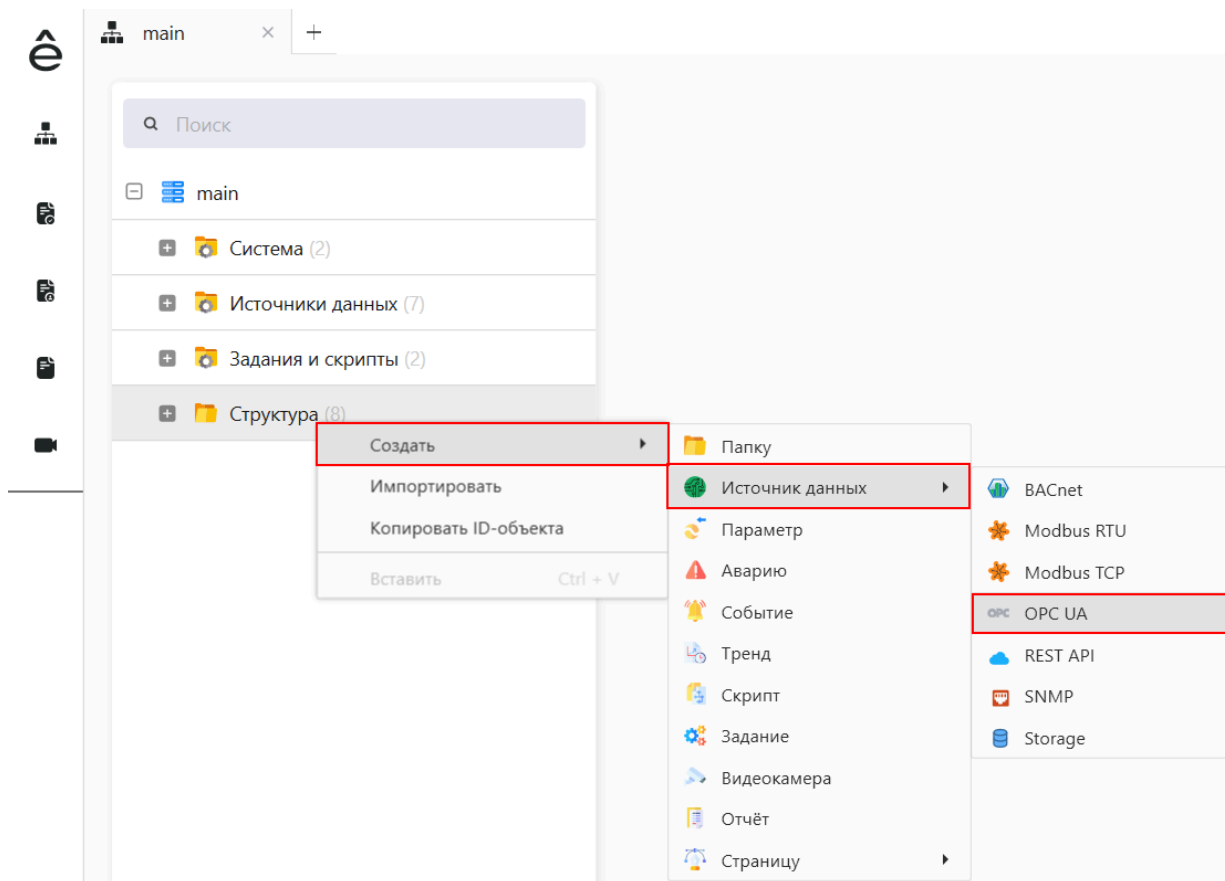 ê
main
Поиск
main
Система (2)
Источники данных (7)
Задания и скрипты (2)
Структура (8)
Создать
Импортировать
Копировать ID-объекта
Вставить Ctrl + V
Папку
Источник данных
Параметр
Аварию
Событие
Тренд
Скрипт
Задание
Видеокамера
Отчёт
Страницу
BACnet
Modbus RTU
Modbus TCP
OPC OPC UA
REST API
SNMP
Storage